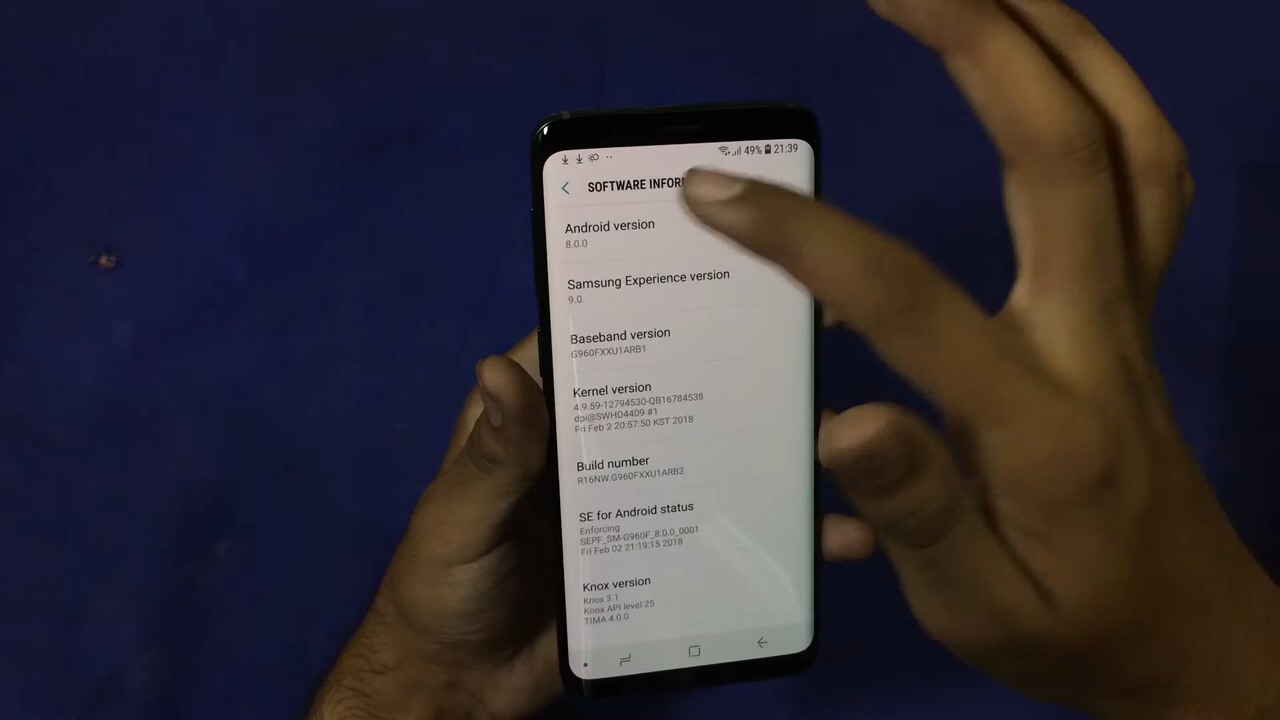 49% 21:39
SOFTWARE INFOR
Android version
8.0.0
Samsung Experience version
9.0
Baseband version
G960FXXU1ARB1
Kernel version
4.9.59-12794530-QB16784538
dpi@SWHD4409 #1
Fri Feb 2 20:57:50 KST 2018
Build number
R16NW.G960FXXU1ARB3
SE for Android status
Enforcing
SEPF_SM-G960F_8.0.0_0001
Fri Feb 02 21:19:15 2018
Knox version
Knox 3.1
Knox API level 25
TIMA 4.0.0